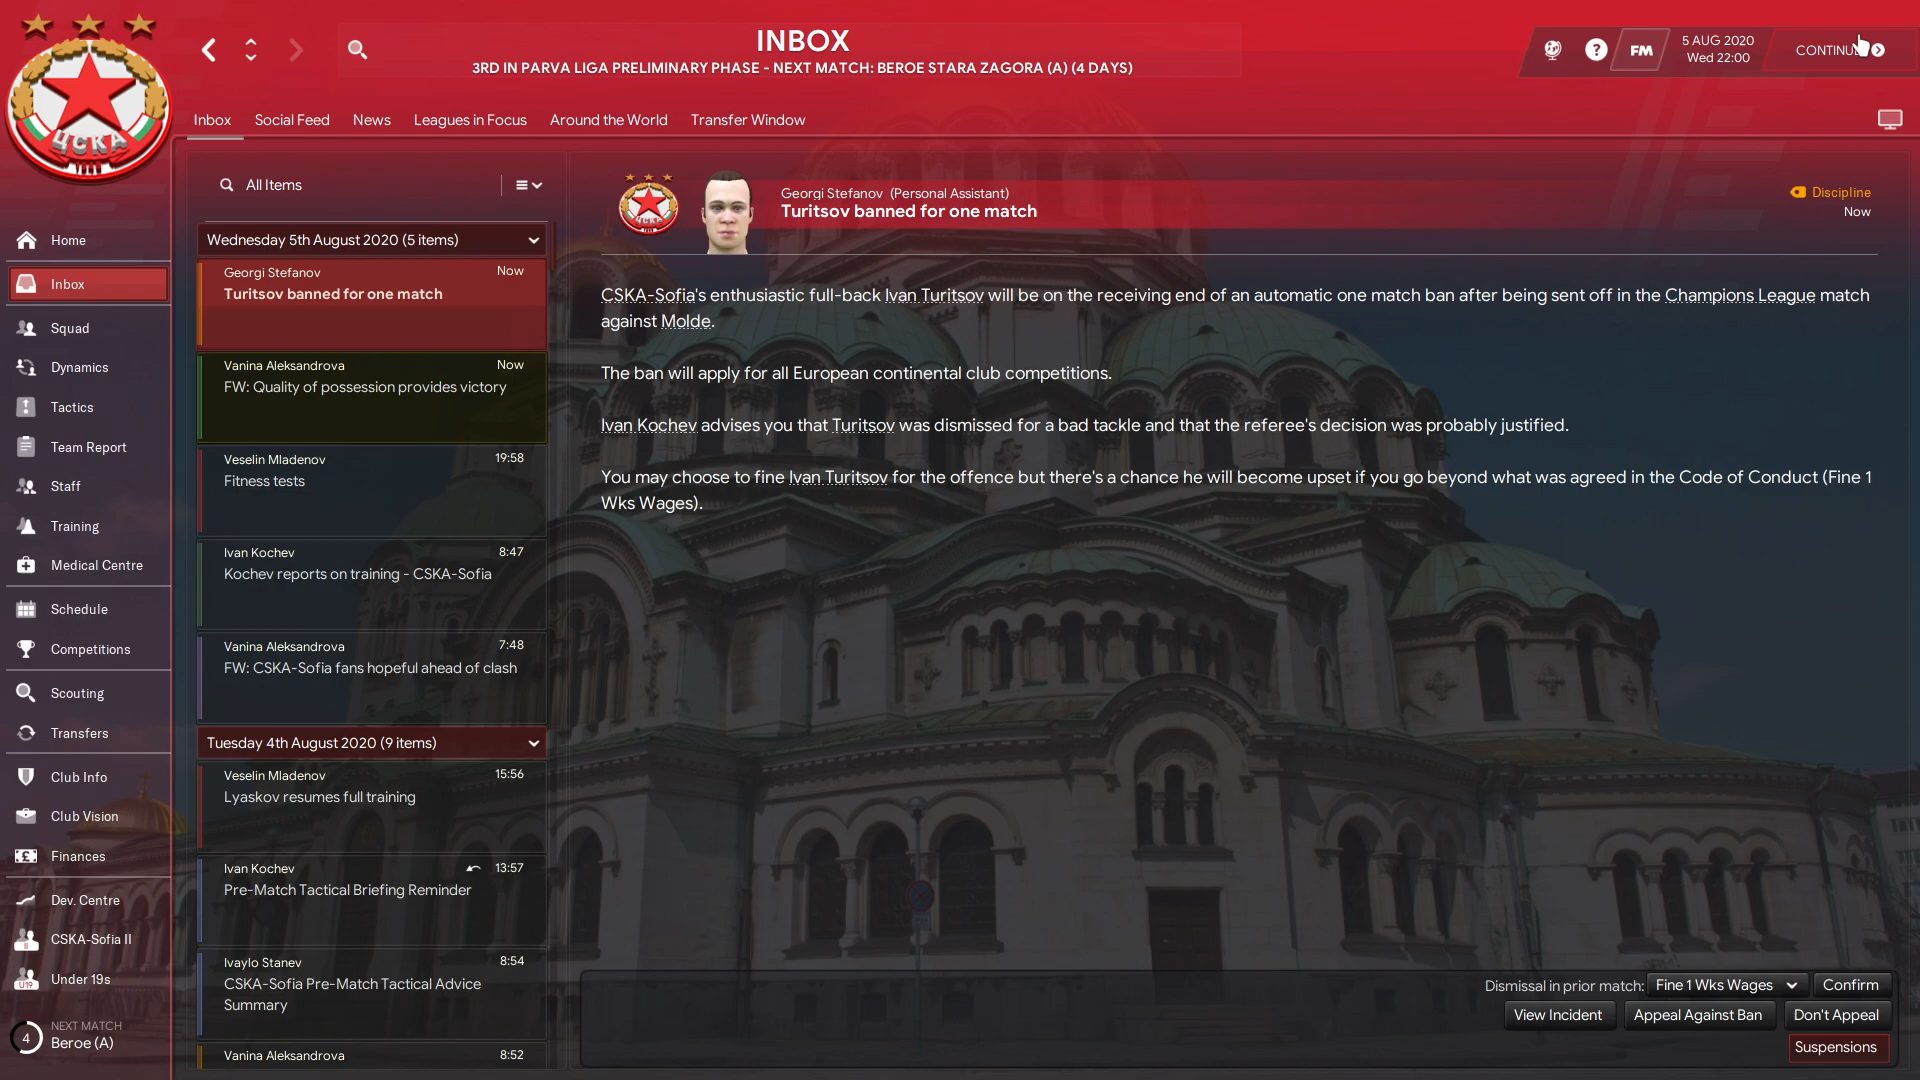 INBOX
3RD IN PARVA LIGA PRELIMINARY PHASE - NEXT MATCH: BEROE STARA ZAGORA (A) (4 DAYS)
FM
5 AUG 2020
Wed 22:00
CONTINUE
ЦСКА
Inbox
Social Feed
News
Leagues in Focus
Around the World
Transfer Window
Home
Inbox
Squad
Dynamics
Tactics
Team Report
Staff
Training
Medical Centre
Schedule
Competitions
Scouting
Transfers
Club Info
Club Vision
Finances
Dev. Centre
CSKA-Sofia II
U19
Under 19s
4
NEXT MATCH
Beroe (A)
All Items
Wednesday 5th August 2020 (5 items)
Georgi Stefanov
Now
Turitsov banned for one match
Vanina Aleksandrova
Now
FW: Quality of possession provides victory
Veselin Mladenov
19:58
Fitness tests
Ivan Kochev
8:47
Kochev reports on training - CSKA-Sofia
Vanina Aleksandrova
7:48
FW: CSKA-Sofia fans hopeful ahead of clash
Tuesday 4th August 2020 (9 items)
Veselin Mladenov
15:56
Lyaskov resumes full training
Ivan Kochev
13:57
Pre-Match Tactical Briefing Reminder
Ivaylo Stanev
8:54
CSKA-Sofia Pre-Match Tactical Advice
Summary
Vanina Aleksandrova
8:52
Georgi Stefanov (Personal Assistant)
Turitsov banned for one match
Discipline
Now
CSKA-Sofia's enthusiastic full-back Ivan Turitsov will be on the receiving end of an automatic one match ban after being sent off in the Champions League match
against Molde.
The ban will apply for all European continental club competitions.
Ivan Kochev advises you that Turitsov was dismissed for a bad tackle and that the referee's decision was probably justified.
You may choose to fine Ivan Turitsov for the offence but there's a chance he will become upset if you go beyond what was agreed in the Code of Conduct (Fine 1
Wks Wages).
Dismissal in prior match:
Fine 1 Wks Wages
Confirm
View Incident
Appeal Against Ban
Don't Appeal
Suspensions